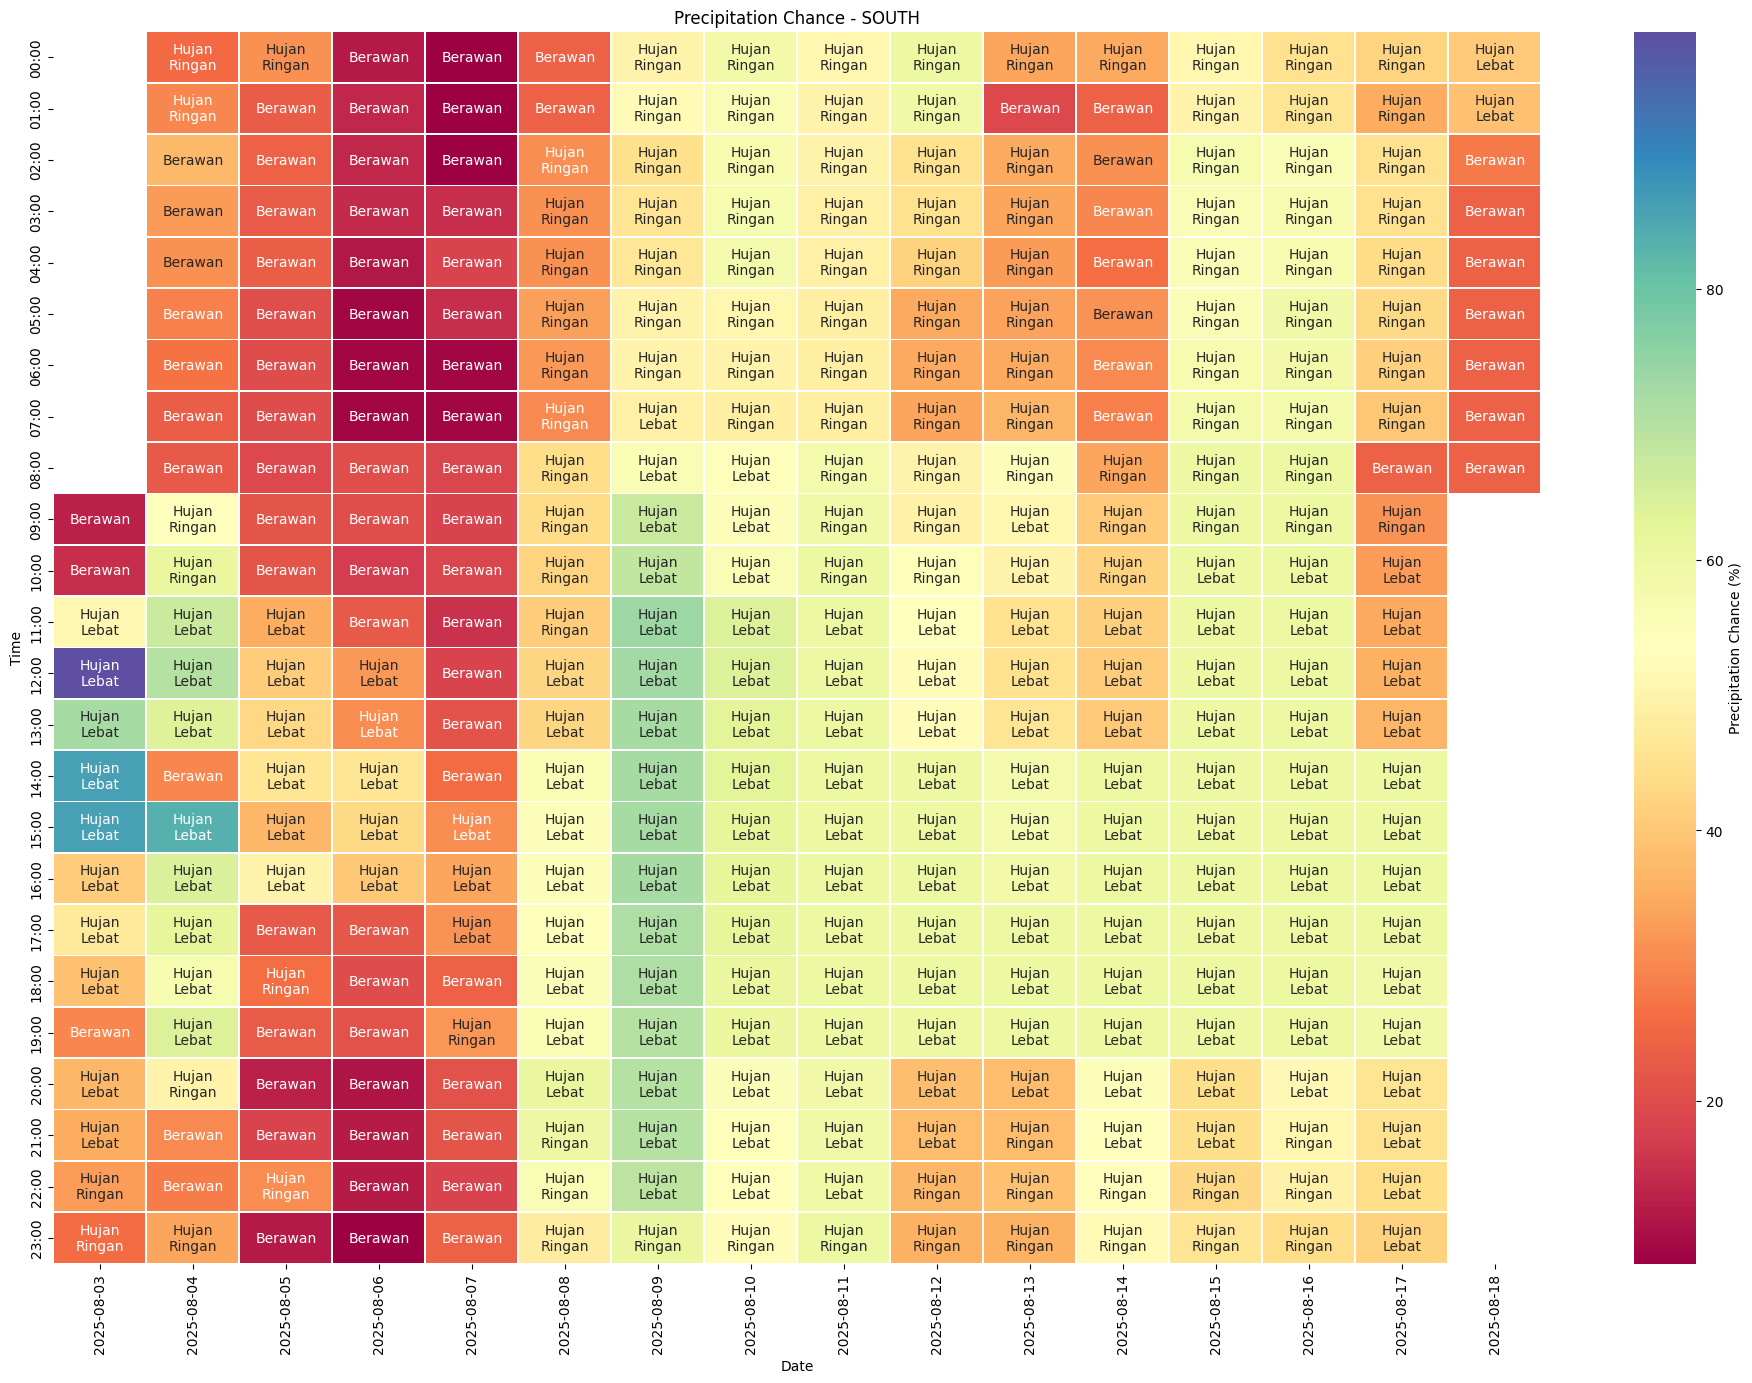 Precipitation Chance - SOUTH
00:00 Hujan Ringan Hujan Ringan Berawan Berawan Berawan Hujan Ringan Hujan Ringan Hujan Ringan Hujan Ringan Hujan Ringan Hujan Ringan Hujan Ringan Hujan Ringan Hujan Ringan Hujan Lebat
01:00 Hujan Ringan Berawan Berawan Berawan Berawan Hujan Ringan Hujan Ringan Hujan Ringan Hujan Ringan Berawan Berawan Hujan Ringan Hujan Ringan Hujan Ringan Hujan Lebat
02:00 Berawan Berawan Berawan Berawan Hujan Ringan Hujan Ringan Hujan Ringan Hujan Ringan Hujan Ringan Hujan Ringan Berawan Hujan Ringan Hujan Ringan Hujan Ringan Berawan
03:00 Berawan Berawan Berawan Berawan Hujan Ringan Hujan Ringan Hujan Ringan Hujan Ringan Hujan Ringan Hujan Ringan Berawan Hujan Ringan Hujan Ringan Hujan Ringan Berawan
04:00 Berawan Berawan Berawan Berawan Hujan Ringan Hujan Ringan Hujan Ringan Hujan Ringan Hujan Ringan Hujan Ringan Berawan Hujan Ringan Hujan Ringan Hujan Ringan Berawan
05:00 Berawan Berawan Berawan Berawan Hujan Ringan Hujan Ringan Hujan Ringan Hujan Ringan Hujan Ringan Hujan Ringan Berawan Hujan Ringan Hujan Ringan Hujan Ringan Berawan
06:00 Berawan Berawan Berawan Berawan Hujan Ringan Hujan Ringan Hujan Ringan Hujan Ringan Hujan Ringan Hujan Ringan Berawan Hujan Ringan Hujan Ringan Hujan Ringan Berawan
07:00 Berawan Berawan Berawan Berawan Hujan Ringan Hujan Lebat Hujan Ringan Hujan Ringan Hujan Ringan Hujan Ringan Berawan Hujan Ringan Hujan Ringan Hujan Ringan Berawan
08:00 Berawan Berawan Berawan Berawan Hujan Ringan Hujan Lebat Hujan Lebat Hujan Ringan Hujan Ringan Hujan Ringan Hujan Ringan Hujan Ringan Hujan Ringan Berawan Berawan
09:00 Berawan Hujan Ringan Berawan Berawan Berawan Hujan Ringan Hujan Lebat Hujan Lebat Hujan Ringan Hujan Ringan Hujan Lebat Hujan Ringan Hujan Ringan Hujan Ringan Hujan Ringan
10:00 Berawan Hujan Ringan Berawan Berawan Berawan Hujan Ringan Hujan Lebat Hujan Lebat Hujan Ringan Hujan Ringan Hujan Lebat Hujan Ringan Hujan Lebat Hujan Lebat Hujan Lebat
11:00 Hujan Lebat Hujan Lebat Hujan Lebat Berawan Berawan Hujan Ringan Hujan Lebat Hujan Lebat Hujan Lebat Hujan Lebat Hujan Lebat Hujan Lebat Hujan Lebat Hujan Lebat Hujan Lebat
12:00 Hujan Lebat Hujan Lebat Hujan Lebat Hujan Lebat Berawan Hujan Lebat Hujan Lebat Hujan Lebat Hujan Lebat Hujan Lebat Hujan Lebat Hujan Lebat Hujan Lebat Hujan Lebat Hujan Lebat
13:00 Hujan Lebat Hujan Lebat Hujan Lebat Hujan Lebat Berawan Hujan Lebat Hujan Lebat Hujan Lebat Hujan Lebat Hujan Lebat Hujan Lebat Hujan Lebat Hujan Lebat Hujan Lebat Hujan Lebat
14:00 Hujan Lebat Berawan Hujan Lebat Hujan Lebat Berawan Hujan Lebat Hujan Lebat Hujan Lebat Hujan Lebat Hujan Lebat Hujan Lebat Hujan Lebat Hujan Lebat Hujan Lebat Hujan Lebat
15:00 Hujan Lebat Hujan Lebat Hujan Lebat Hujan Lebat Hujan Lebat Hujan Lebat Hujan Lebat Hujan Lebat Hujan Lebat Hujan Lebat Hujan Lebat Hujan Lebat Hujan Lebat Hujan Lebat Hujan Lebat
16:00 Hujan Lebat Hujan Lebat Hujan Lebat Hujan Lebat Hujan Lebat Hujan Lebat Hujan Lebat Hujan Lebat Hujan Lebat Hujan Lebat Hujan Lebat Hujan Lebat Hujan Lebat Hujan Lebat Hujan Lebat
17:00 Hujan Lebat Hujan Lebat Berawan Berawan Hujan Lebat Hujan Lebat Hujan Lebat Hujan Lebat Hujan Lebat Hujan Lebat Hujan Lebat Hujan Lebat Hujan Lebat Hujan Lebat Hujan Lebat
18:00 Hujan Lebat Hujan Lebat Hujan Ringan Berawan Berawan Hujan Lebat Hujan Lebat Hujan Lebat Hujan Lebat Hujan Lebat Hujan Lebat Hujan Lebat Hujan Lebat Hujan Lebat Hujan Lebat
19:00 Berawan Hujan Lebat Berawan Berawan Hujan Ringan Hujan Lebat Hujan Lebat Hujan Lebat Hujan Lebat Hujan Lebat Hujan Lebat Hujan Lebat Hujan Lebat Hujan Lebat Hujan Lebat
20:00 Hujan Lebat Hujan Ringan Berawan Berawan Berawan Hujan Lebat Hujan Lebat Hujan Lebat Hujan Lebat Hujan Lebat Hujan Lebat Hujan Lebat Hujan Lebat Hujan Lebat Hujan Lebat
21:00 Hujan Lebat Berawan Berawan Berawan Berawan Hujan Ringan Hujan Lebat Hujan Lebat Hujan Lebat Hujan Lebat Hujan Ringan Hujan Lebat Hujan Lebat Hujan Ringan Hujan Lebat
22:00 Hujan Ringan Berawan Hujan Ringan Berawan Berawan Hujan Ringan Hujan Lebat Hujan Lebat Hujan Lebat Hujan Ringan Hujan Ringan Hujan Ringan Hujan Ringan Hujan Ringan Hujan Lebat
23:00 Hujan Ringan Hujan Ringan Berawan Berawan Berawan Hujan Ringan Hujan Ringan Hujan Ringan Hujan Ringan Hujan Ringan Hujan Ringan Hujan Ringan Hujan Ringan Hujan Ringan Hujan Lebat
Time
2025-08-03 2025-08-04 2025-08-05 2025-08-06 2025-08-07 2025-08-08 2025-08-09 2025-08-10 2025-08-11 2025-08-12 2025-08-13 2025-08-14 2025-08-15 2025-08-16 2025-08-17 2025-08-18
Date
80
60
40
20
Precipitation Chance (%)